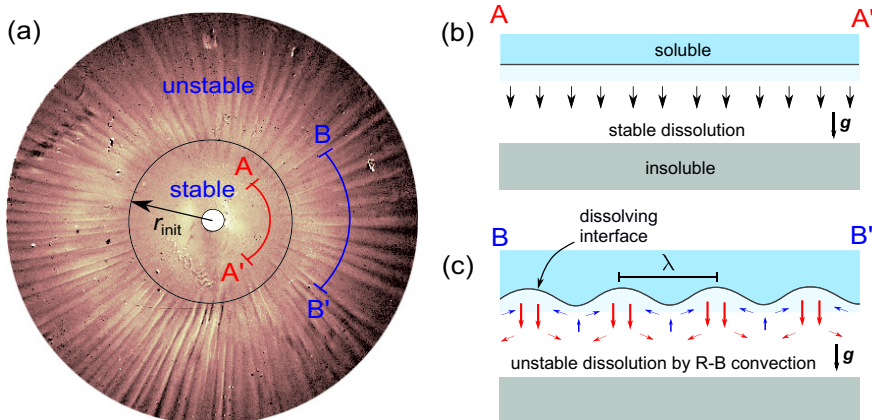 (a)
unstable
B
A
stable
r_init
A'
B'
(b)
A
A'
soluble
stable dissolution
g
insoluble
(c)
B
B'
dissolving
interface
λ
unstable dissolution by R-B convection
g